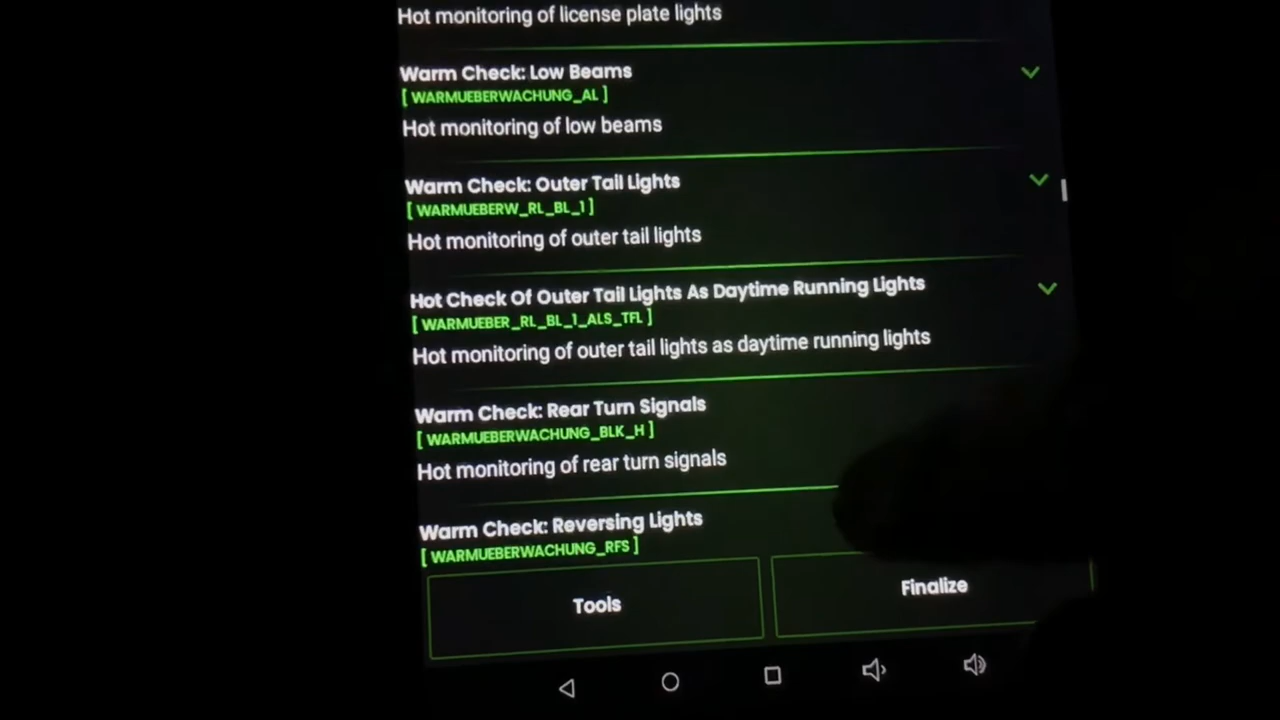 Hot monitoring of license plate lights
Warm Check: Low Beams
[ WARMUEBERWACHUNG_AL ]
Hot monitoring of low beams
Warm Check: Outer Tail Lights
[ WARMUEBERW_RL_BL_1 ]
Hot monitoring of outer tail lights
Hot Check Of Outer Tail Lights As Daytime Running Lights
[ WARMUEBER_RL_BL_1_ALS_TFL ]
Hot monitoring of outer tail lights as daytime running lights
Warm Check: Rear Turn Signals
[ WARMUEBERWACHUNG_BLK_H ]
Hot monitoring of rear turn signals
Warm Check: Reversing Lights
[ WARMUEBERWACHUNG_RFS ]
Tools
Finalize